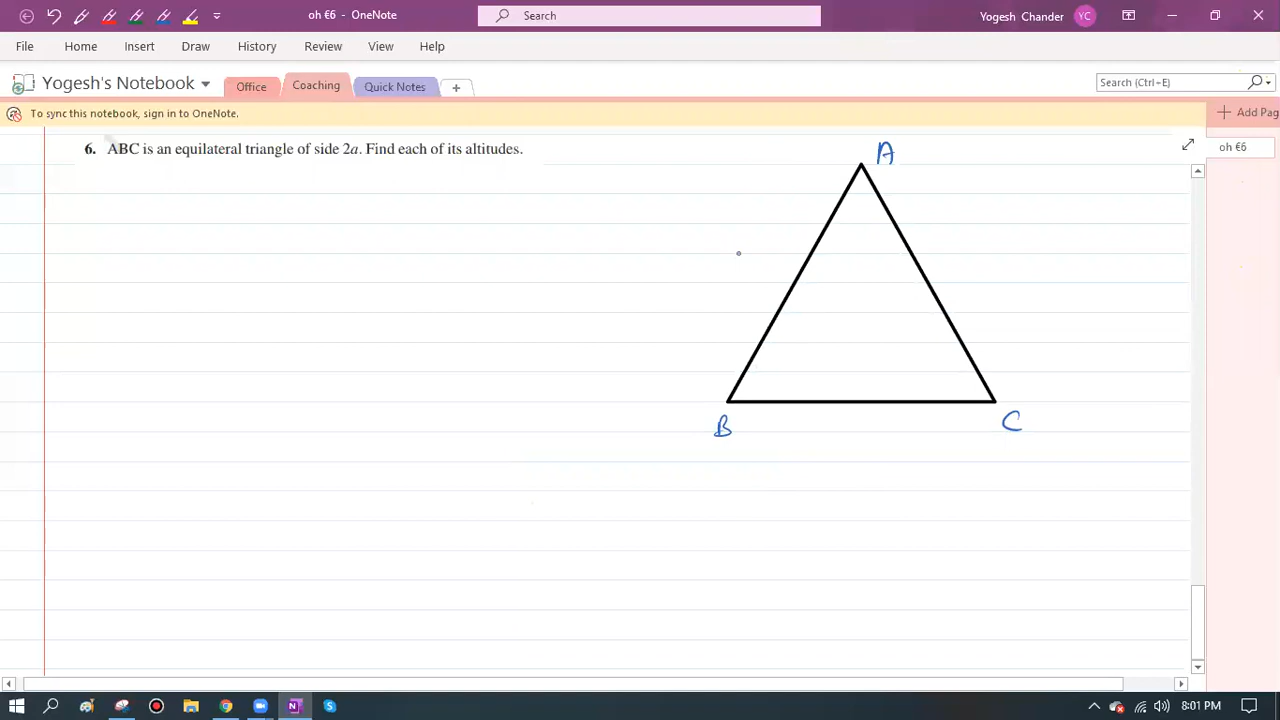 oh €6 - OneNote
Search
Yogesh Chander
YC
File Home Insert Draw History Review View Help
Yogesh's Notebook
Office
Coaching
Quick Notes
+
Search (Ctrl+E)
To sync this notebook, sign in to OneNote.
Add Pag
oh €6
6. ABC is an equilateral triangle of side 2a. Find each of its altitudes.
A
B
C
8:01 PM